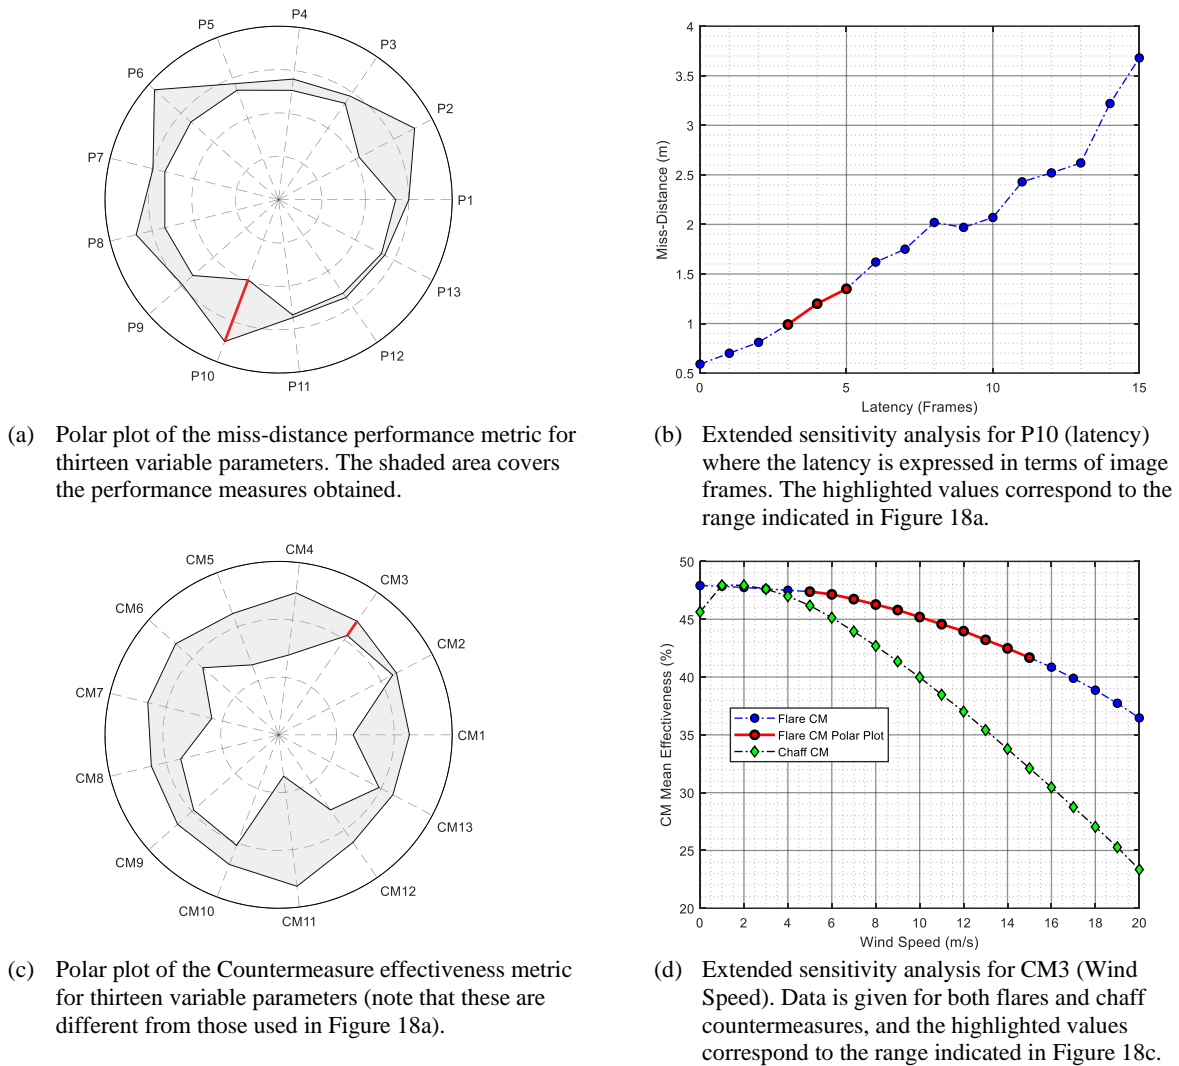 P4
P5
P3
P6
P2
P7
P1
P8
P13
P9
P12
P10
P11
4
3.5
3
2.5
2
1.5
1
0.5
Miss-Distance (m)
0
5
10
15
Latency (Frames)
(a) Polar plot of the miss-distance performance metric for
thirteen variable parameters. The shaded area covers
the performance measures obtained.
(b) Extended sensitivity analysis for P10 (latency)
where the latency is expressed in terms of image
frames. The highlighted values correspond to the
range indicated in Figure 18a.
CM4
CM5
CM3
CM6
CM2
CM7
CM1
CM8
CM13
CM9
CM12
CM10
CM11
50
45
40
35
30
25
20
CM Mean Effectiveness (%)
Flare CM
Flare CM Polar Plot
Chaff CM
0
2
4
6
8
10
12
14
16
18
20
Wind Speed (m/s)
(c) Polar plot of the Countermeasure effectiveness metric
for thirteen variable parameters (note that these are
different from those used in Figure 18a).
(d) Extended sensitivity analysis for CM3 (Wind
Speed). Data is given for both flares and chaff
countermeasures, and the highlighted values
correspond to the range indicated in Figure 18c.